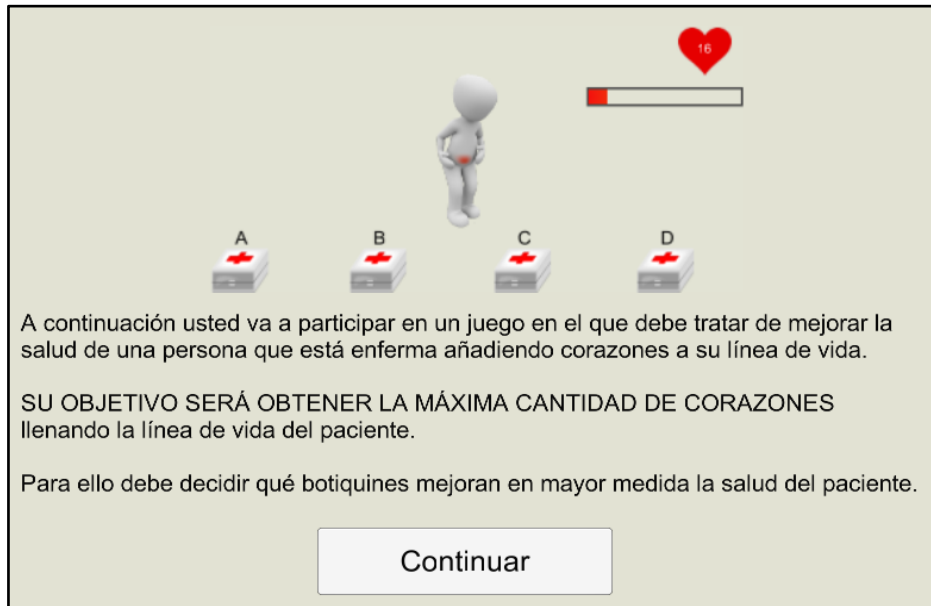 16
A B C D
A continuación usted va a participar en un juego en el que debe tratar de mejorar la
salud de una persona que está enferma añadiendo corazones a su línea de vida.
SU OBJETIVO SERÁ OBTENER LA MÁXIMA CANTIDAD DE CORAZONES
llenando la línea de vida del paciente.
Para ello debe decidir qué botiquines mejoran en mayor medida la salud del paciente.
Continuar